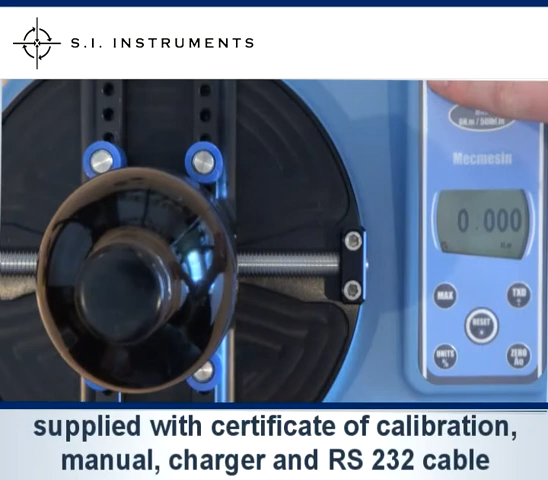 S.I. INSTRUMENTS
Mecmesin
0.000
MAX
TXD
RESET
UNITS
ZERO
supplied with certificate of calibration,
manual, charger and RS 232 cable